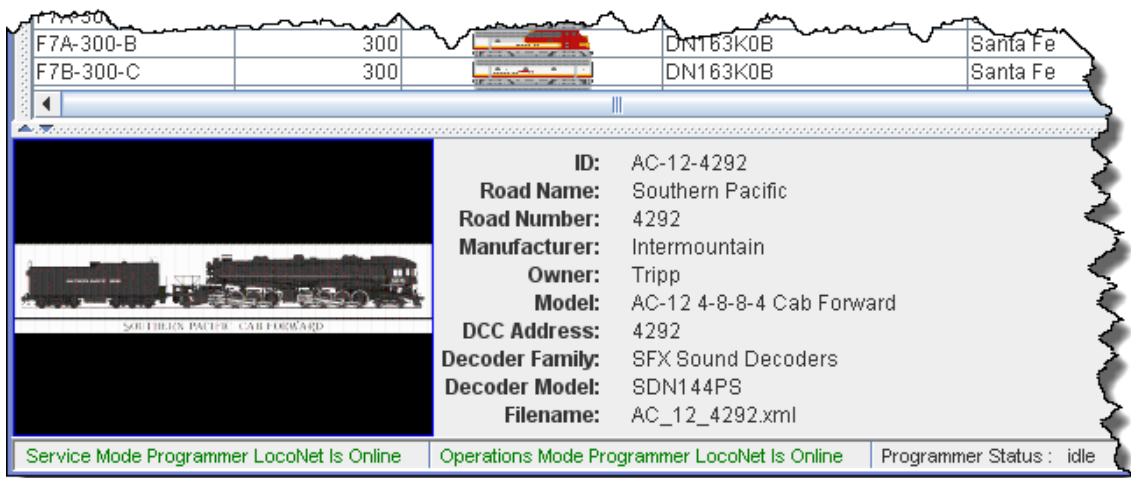 F7A-300-B 300 DN163K0B Santa Fe
F7B-300-C 300 DN163K0B Santa Fe
SOUTHERN PACIFIC CAB FORWARD
ID: AC-12-4292
Road Name: Southern Pacific
Road Number: 4292
Manufacturer: Intermountain
Owner: Tripp
Model: AC-12 4-8-8-4 Cab Forward
DCC Address: 4292
Decoder Family: SFX Sound Decoders
Decoder Model: SDN144PS
Filename: AC_12_4292.xml
Service Mode Programmer LocoNet Is Online Operations Mode Programmer LocoNet Is Online Programmer Status : idle